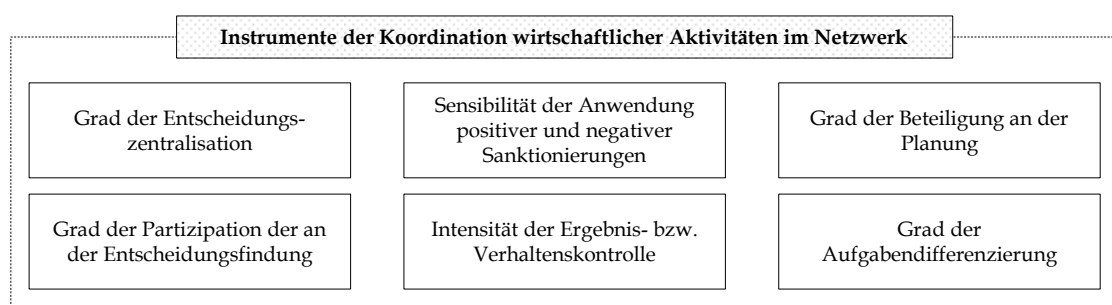 Instrumente der Koordination wirtschaftlicher Aktivitäten im Netzwerk
Grad der Entscheidungs-
zentralisation
Sensibilität der Anwendung
positiver und negativer
Sanktionierungen
Grad der Beteiligung an der
Planung
Grad der Partizipation der an
der Entscheidungsfindung
Intensität der Ergebnis- bzw.
Verhaltenskontrolle
Grad der
Aufgabendifferenzierung